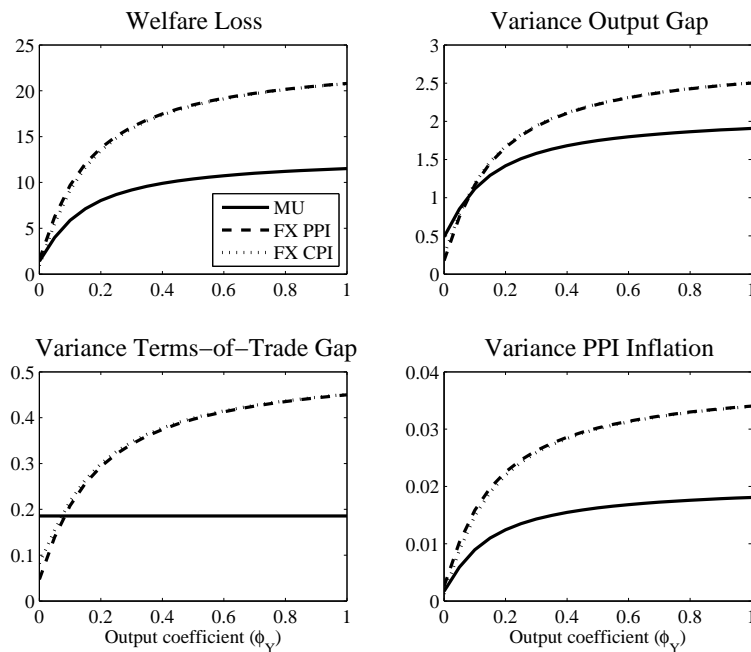 Welfare Loss
25
20
15
10
5
0
0 0.2 0.4 0.6 0.8 1
MU
FX PPI
FX CPI
Variance Output Gap
3
2.5
2
1.5
1
0.5
0
0 0.2 0.4 0.6 0.8 1
Variance Terms−of−Trade Gap
0.5
0.4
0.3
0.2
0.1
0
0 0.2 0.4 0.6 0.8 1
Output coefficient (ϕY)
Variance PPI Inflation
0.04
0.03
0.02
0.01
0
0 0.2 0.4 0.6 0.8 1
Output coefficient (ϕY)